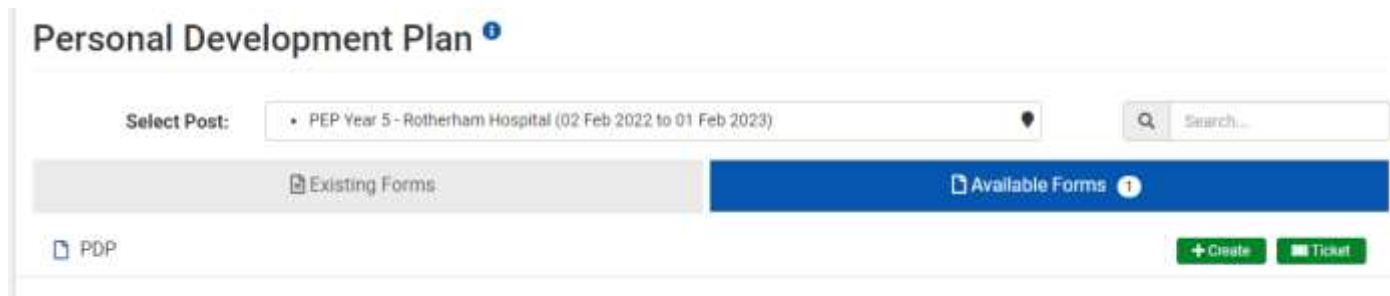 Personal Development Plan
Select Post: • PEP Year 5 - Rotherham Hospital (02 Feb 2022 to 01 Feb 2023) Search...
Existing Forms Available Forms 1
PDP + Create Ticket